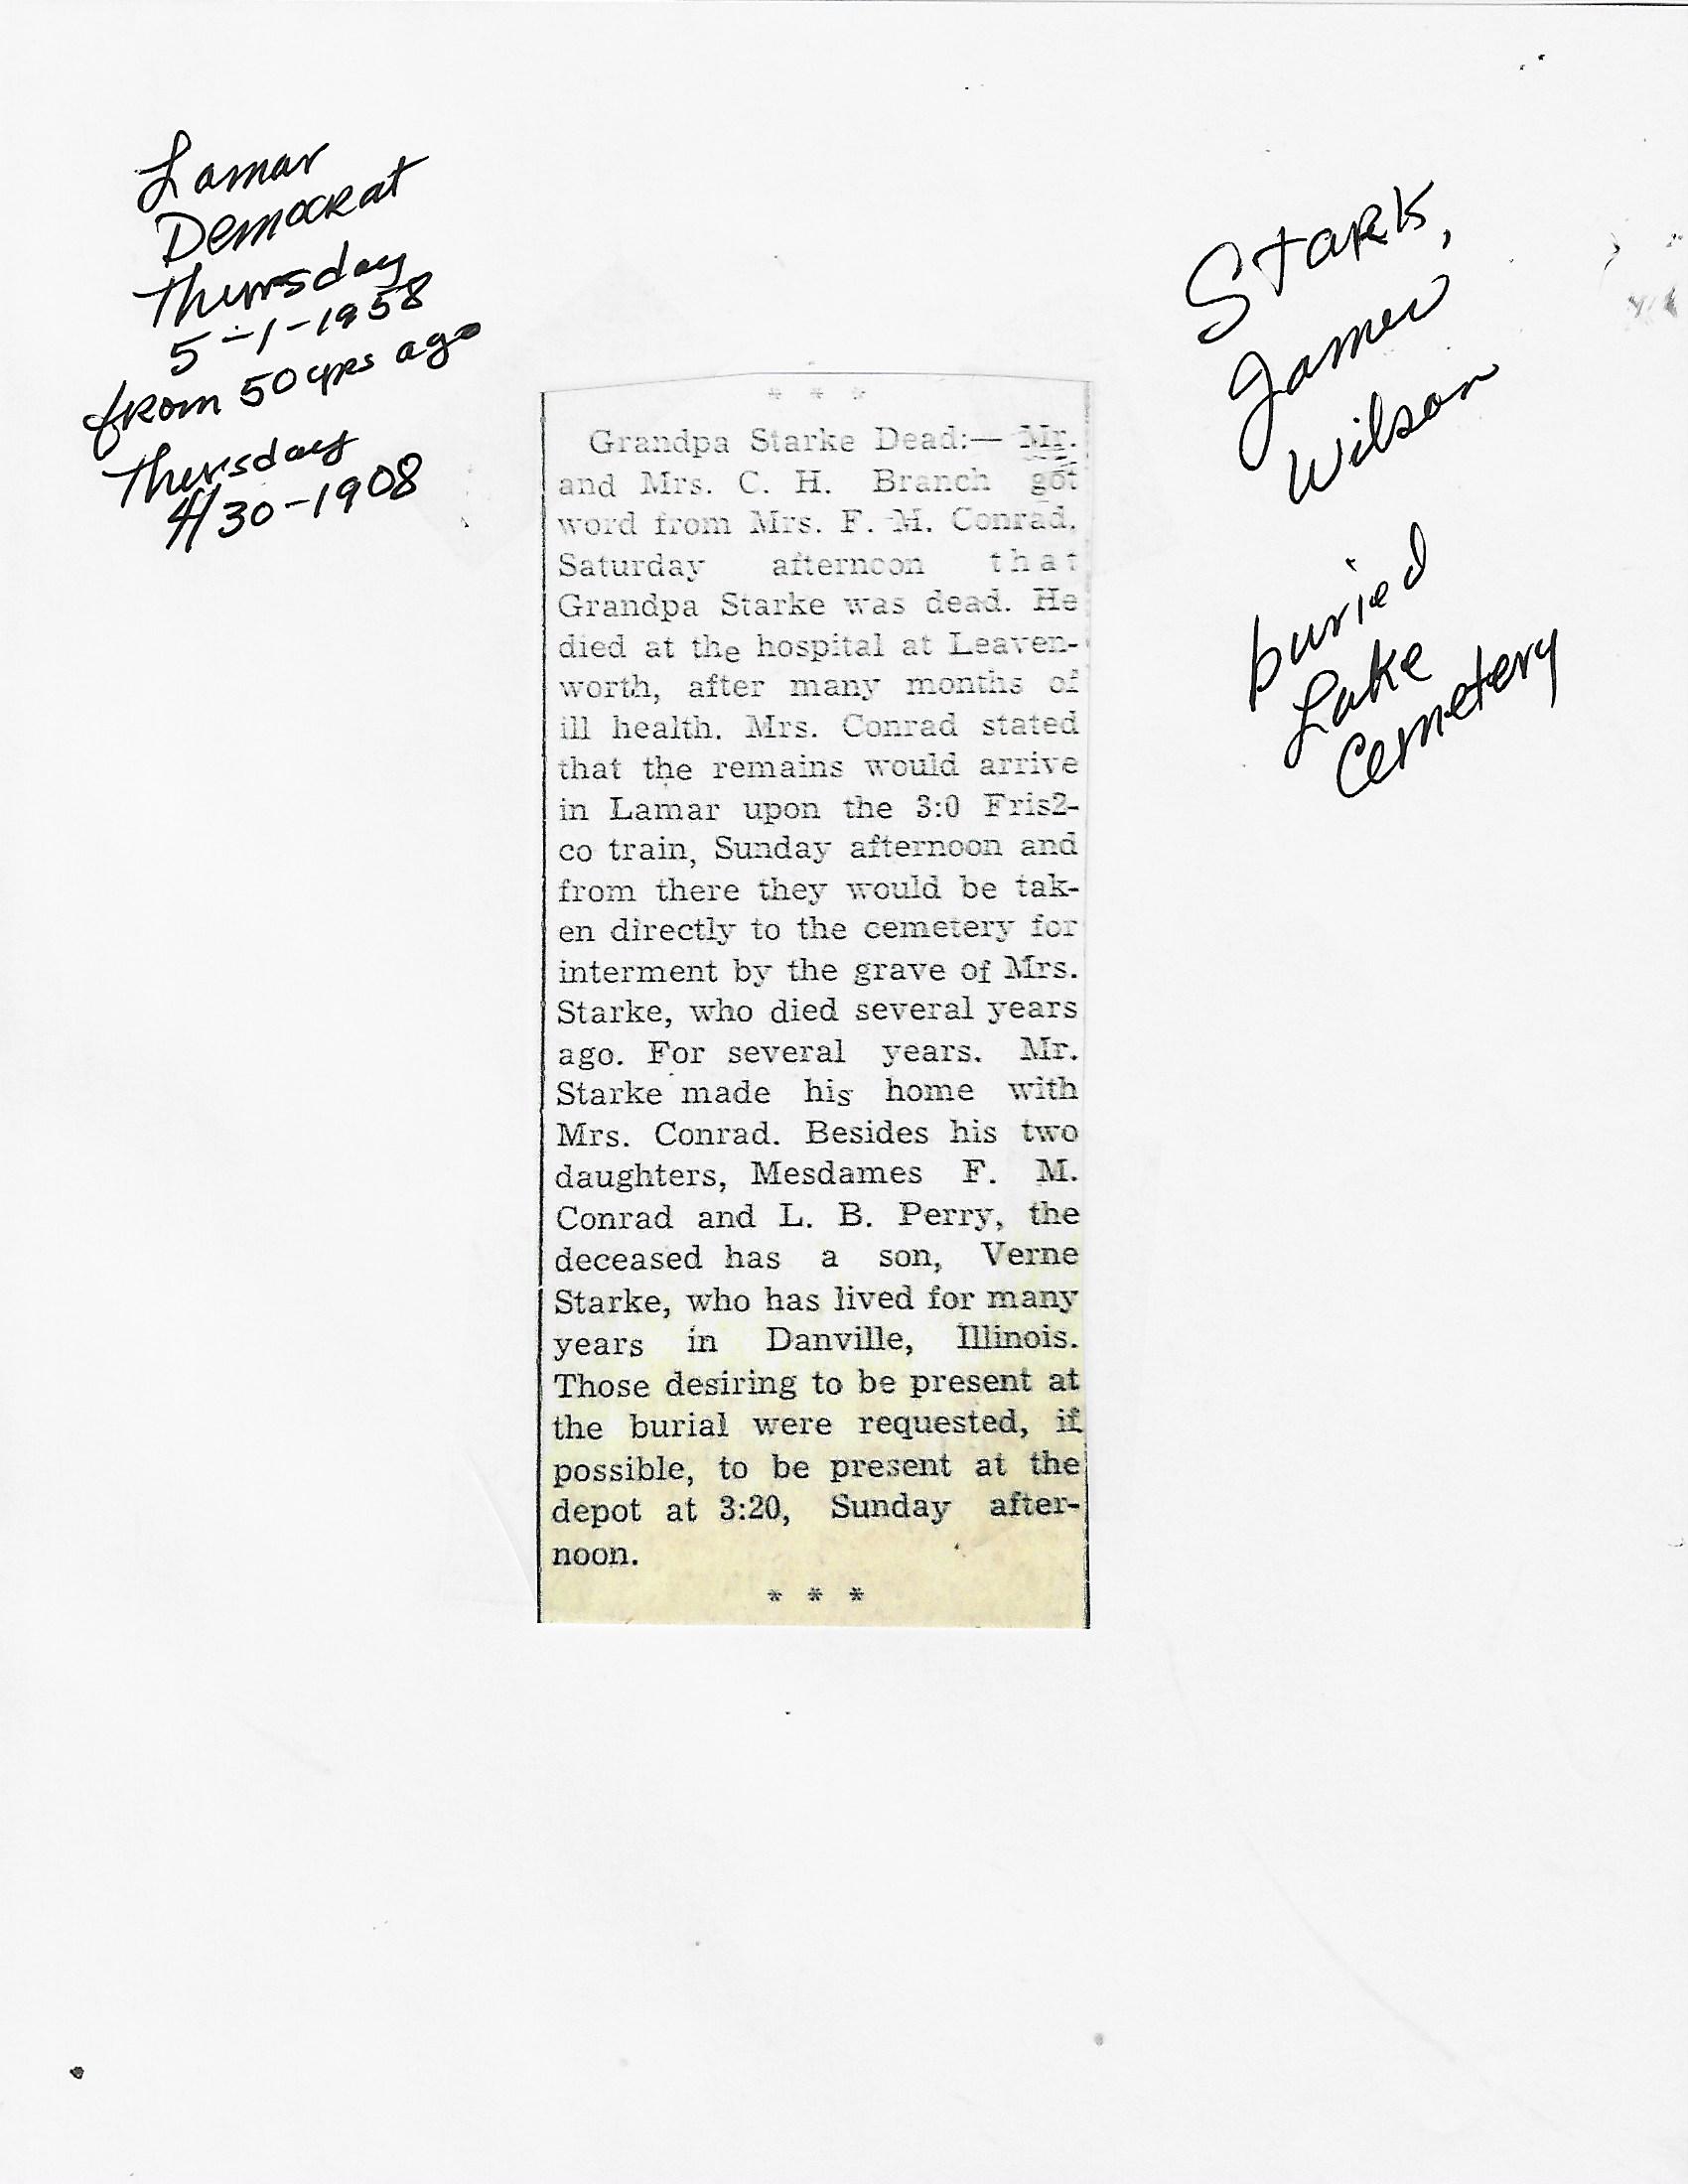 Lamar
Democrat
Thursday
5-1-1958
from 50 yrs ago
Thursday
4/30-1908
Stark,
James
Wilson
buried
Lake
Cemetery
* * *
Grandpa Starke Dead:— Mr.
and Mrs. C. H. Branch got
word from Mrs. F. M. Conrad,
Saturday afternoon that
Grandpa Starke was dead. He
died at the hospital at Leaven-
worth, after many months of
ill health. Mrs. Conrad stated
that the remains would arrive
in Lamar upon the 3:0 Fris2-
co train, Sunday afternoon and
from there they would be tak-
en directly to the cemetery for
interment by the grave of Mrs.
Starke, who died several years
ago. For several years. Mr.
Starke made his home with
Mrs. Conrad. Besides his two
daughters, Mesdames F. M.
Conrad and L. B. Perry, the
deceased has a son, Verne
Starke, who has lived for many
years in Danville, Illinois.
Those desiring to be present at
the burial were requested, if
possible, to be present at the
depot at 3:20, Sunday after-
noon.
* * *